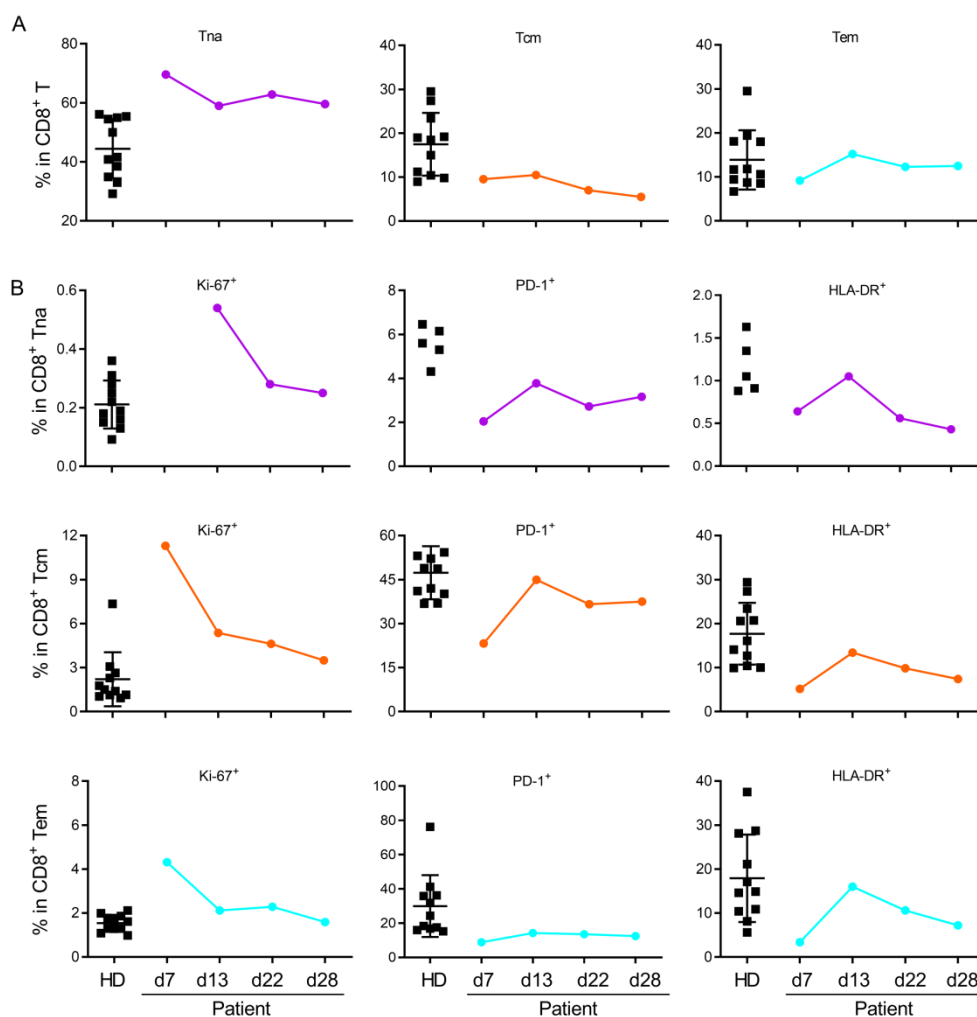 A
Tna
Tcm
Tem
% in CD8+ T
80
60
40
20
40
30
20
10
0
40
30
20
10
0
B
Ki-67+
PD-1+
HLA-DR+
% in CD8+ Tna
0.6
0.4
0.2
0.0
8
6
4
2
0
2.0
1.5
1.0
0.5
0.0
Ki-67+
PD-1+
HLA-DR+
% in CD8+ Tcm
12
9
6
3
0
60
45
30
15
0
40
30
20
10
0
Ki-67+
PD-1+
HLA-DR+
% in CD8+ Tem
8
6
4
2
0
100
80
60
40
20
0
40
30
20
10
0
HD d7 d13 d22 d28
Patient
HD d7 d13 d22 d28
Patient
HD d7 d13 d22 d28
Patient